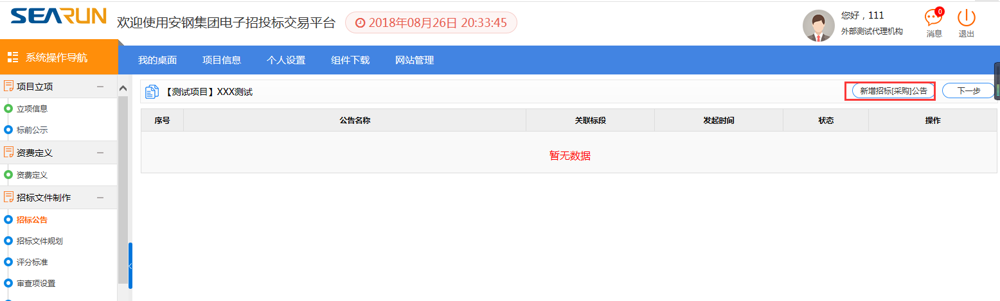 SEARUN
欢迎使用安钢集团电子招投标交易平台
2018年08月26日 20:33:45
您好，111
外部测试代理机构
0
消息
退出
系统操作导航
我的桌面 项目信息 个人设置 组件下载 网站管理
项目立项
立项信息
标前公示
资费定义
资费定义
招标文件制作
招标公告
招标文件规划
评分标准
审查项设置
【测试项目】XXX测试
新增招标[采购]公告
下一步
序号 公告名称 关联标段 发起时间 状态 操作
暂无数据